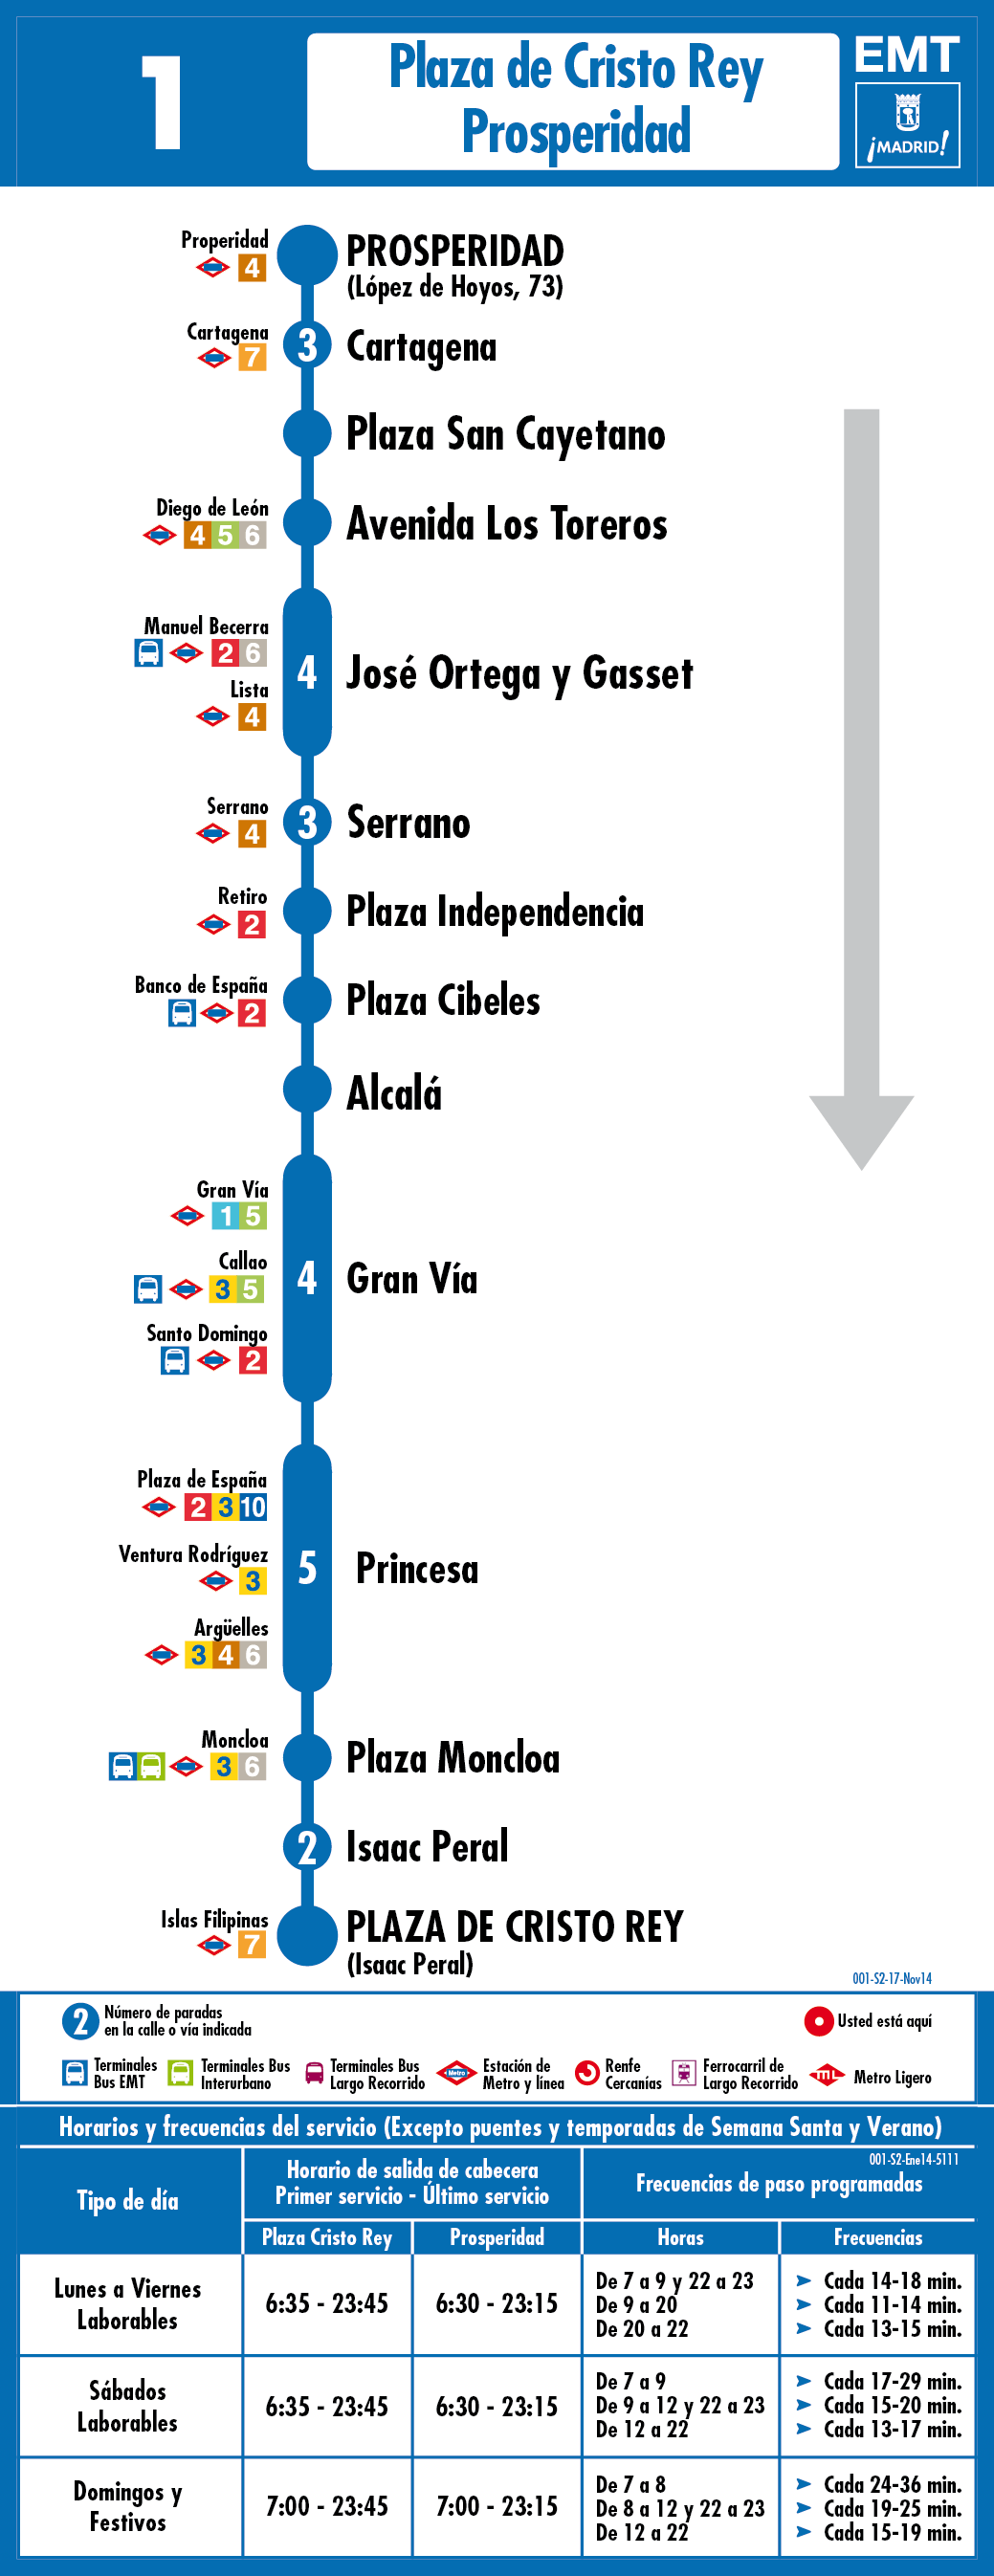 1
Plaza de Cristo Rey
Prosperidad
EMT
¡MADRID!
Properidad
4
PROSPERIDAD
(López de Hoyos, 73)
Cartagena
7
3
Cartagena
Plaza San Cayetano
Diego de León
4 5 6
Avenida Los Toreros
Manuel Becerra
2 6
Lista
4
4
José Ortega y Gasset
Serrano
4
3
Serrano
Retiro
2
Plaza Independencia
Banco de España
2
Plaza Cibeles
Alcalá
Gran Vía
1 5
Callao
3 5
Santo Domingo
2
4
Gran Vía
Plaza de España
2 3 10
Ventura Rodríguez
3
Argüelles
3 4 6
5
Princesa
Moncloa
3 6
Plaza Moncloa
2
Isaac Peral
Islas Filipinas
7
PLAZA DE CRISTO REY
(Isaac Peral)
001-S2-17-Nov14
2
Número de paradas
en la calle o vía indicada
Usted está aquí
Terminales
Bus EMT
Terminales Bus
Interurbano
Terminales Bus
Largo Recorrido
Metro
Estación de
Metro y línea
Renfe
Cercanías
Ferrocarril de
Largo Recorrido
ML
Metro Ligero
Horarios y frecuencias del servicio (Excepto puentes y temporadas de Semana Santa y Verano)
001-S2-Ene14-5111
Tipo de día
Horario de salida de cabecera
Primer servicio - Último servicio
Frecuencias de paso programadas
Plaza Cristo Rey
Prosperidad
Horas
Frecuencias
Lunes a Viernes
Laborables
6:35 - 23:45
6:30 - 23:15
De 7 a 9 y 22 a 23 ➤ Cada 14-18 min.
De 9 a 20 ➤ Cada 11-14 min.
De 20 a 22 ➤ Cada 13-15 min.
Sábados
Laborables
6:35 - 23:45
6:30 - 23:15
De 7 a 9 ➤ Cada 17-29 min.
De 9 a 12 y 22 a 23 ➤ Cada 15-20 min.
De 12 a 22 ➤ Cada 13-17 min.
Domingos y
Festivos
7:00 - 23:45
7:00 - 23:15
De 7 a 8 ➤ Cada 24-36 min.
De 8 a 12 y 22 a 23 ➤ Cada 19-25 min.
De 12 a 22 ➤ Cada 15-19 min.